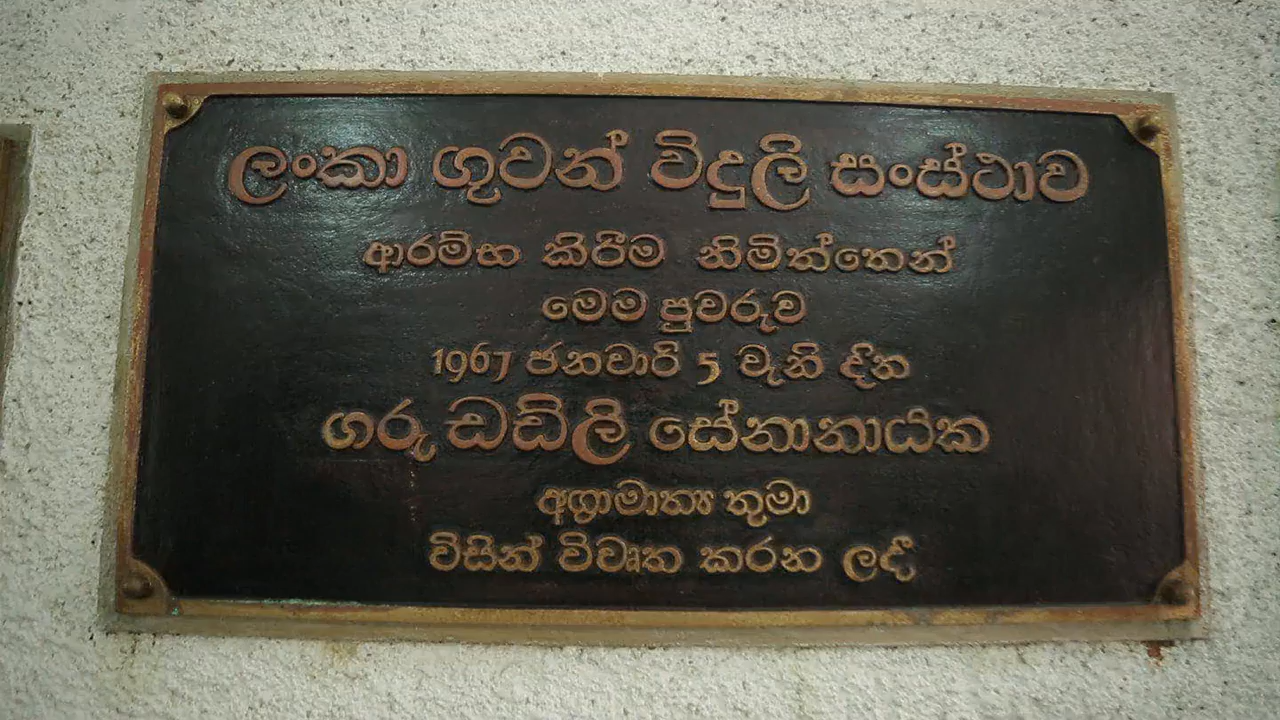 ලංකා ගුවන් විදුලි සංස්ථාව
ආරම්භ කිරීම නිමිත්තෙන්
මෙම පුවරුව
1967 ජනවාරි 5 වැනි දින
ගරු ඩඩ්ලි සේනානායක
අග්‍රාමාත්‍ය තුමා
විසින් විවෘත කරන ලදී